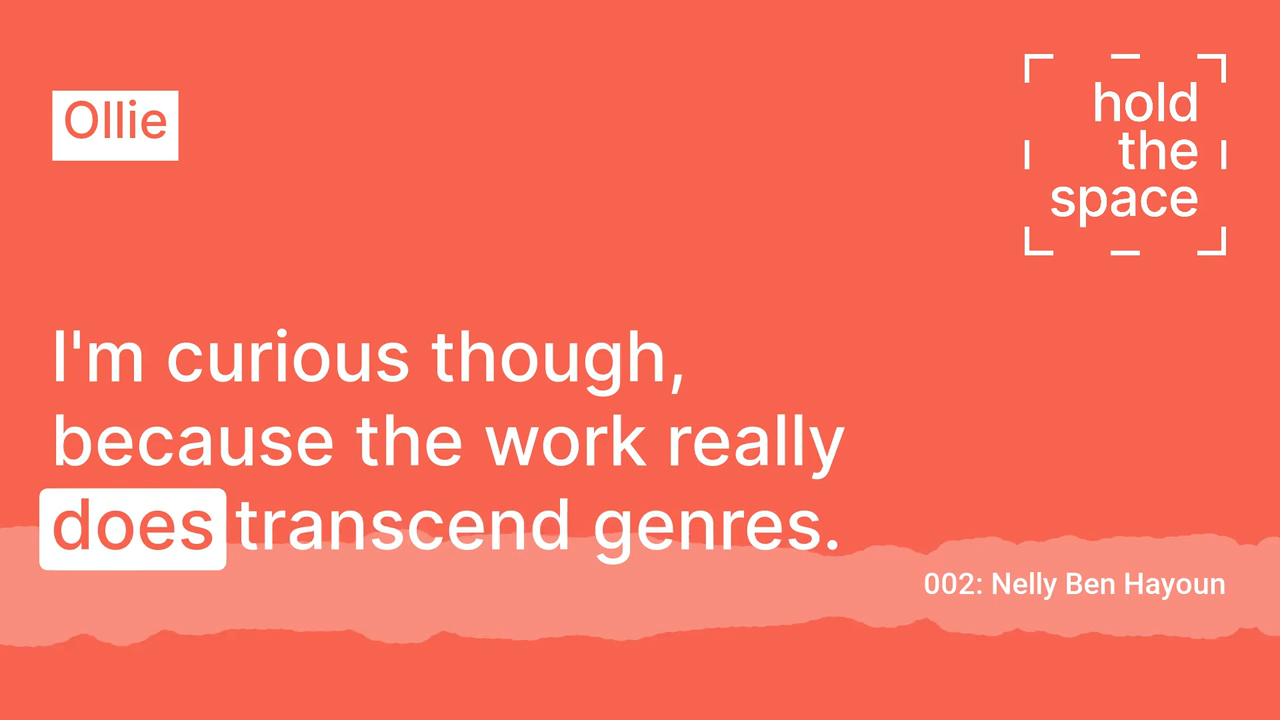 Ollie
hold
the
space
I'm curious though,
because the work really
does transcend genres.
002: Nelly Ben Hayoun